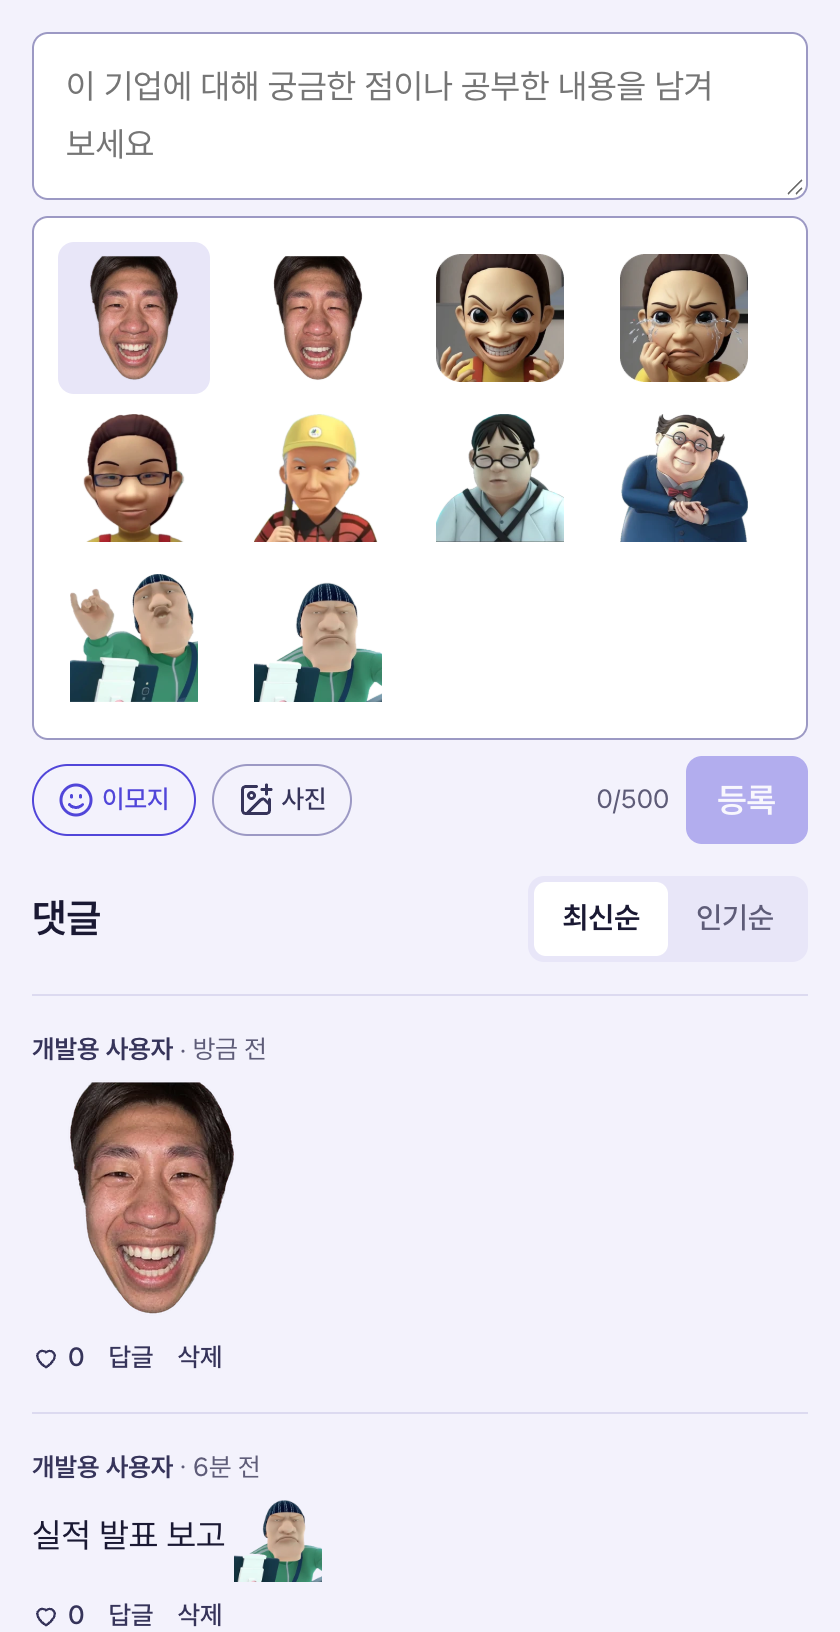 이 기업에 대해 궁금한 점이나 공부한 내용을 남겨
보세요
이모지
사진
0/500
등록
댓글
최신순
인기순
개발용 사용자 · 방금 전
0 답글 삭제
개발용 사용자 · 6분 전
실적 발표 보고
0 답글 삭제